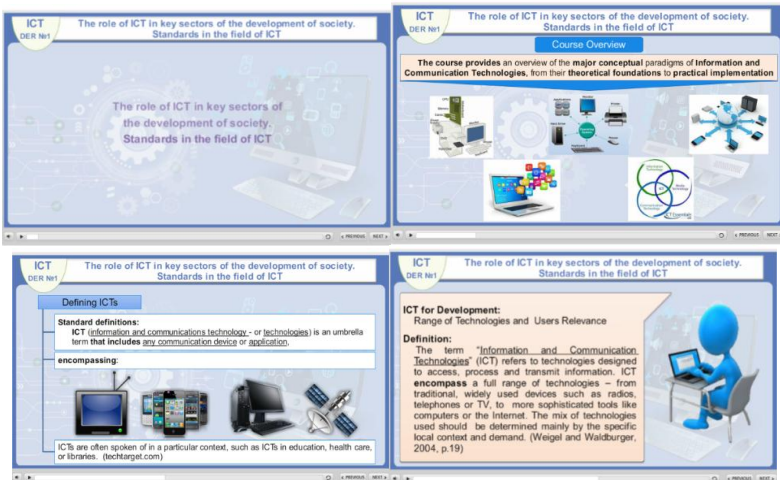 ICT
DER №1
The role of ICT in key sectors of the development of society.
Standards in the field of ICT
The role of ICT in key sectors of
the development of society.
Standards in the field of ICT
◂ PREVIOUS
NEXT ▸
ICT
DER №1
The role of ICT in key sectors of the development of society.
Standards in the field of ICT
Course Overview
The course provides an overview of the major conceptual paradigms of Information and
Communication Technologies, from their theoretical foundations to practical implementation
◂ PREVIOUS
NEXT
ICT
DER №1
The role of ICT in key sectors of the development of society.
Standards in the field of ICT
Defining ICTs
Standard definitions:
ICT (information and communications technology - or technologies) is an umbrella
term that includes any communication device or application,
encompassing:
ICTs are often spoken of in a particular context, such as ICTs in education, health care,
or libraries. (techtarget.com)
◂ PREVIOUS
NEXT ▸
ICT
DER №1
The role of ICT in key sectors of the development of society.
Standards in the field of ICT
ICT for Development:
Range of Technologies and Users Relevance
Definition:
The term "Information and Communication
Technologies" (ICT) refers to technologies designed
to access, process and transmit information. ICT
encompass a full range of technologies – from
traditional, widely used devices such as radios,
telephones or TV, to more sophisticated tools like
computers or the Internet. The mix of technologies
used should be determined mainly by the specific
local context and demand. (Weigel and Waldburger,
2004, p.19)
◂ PREVIOUS
NEXT ▸